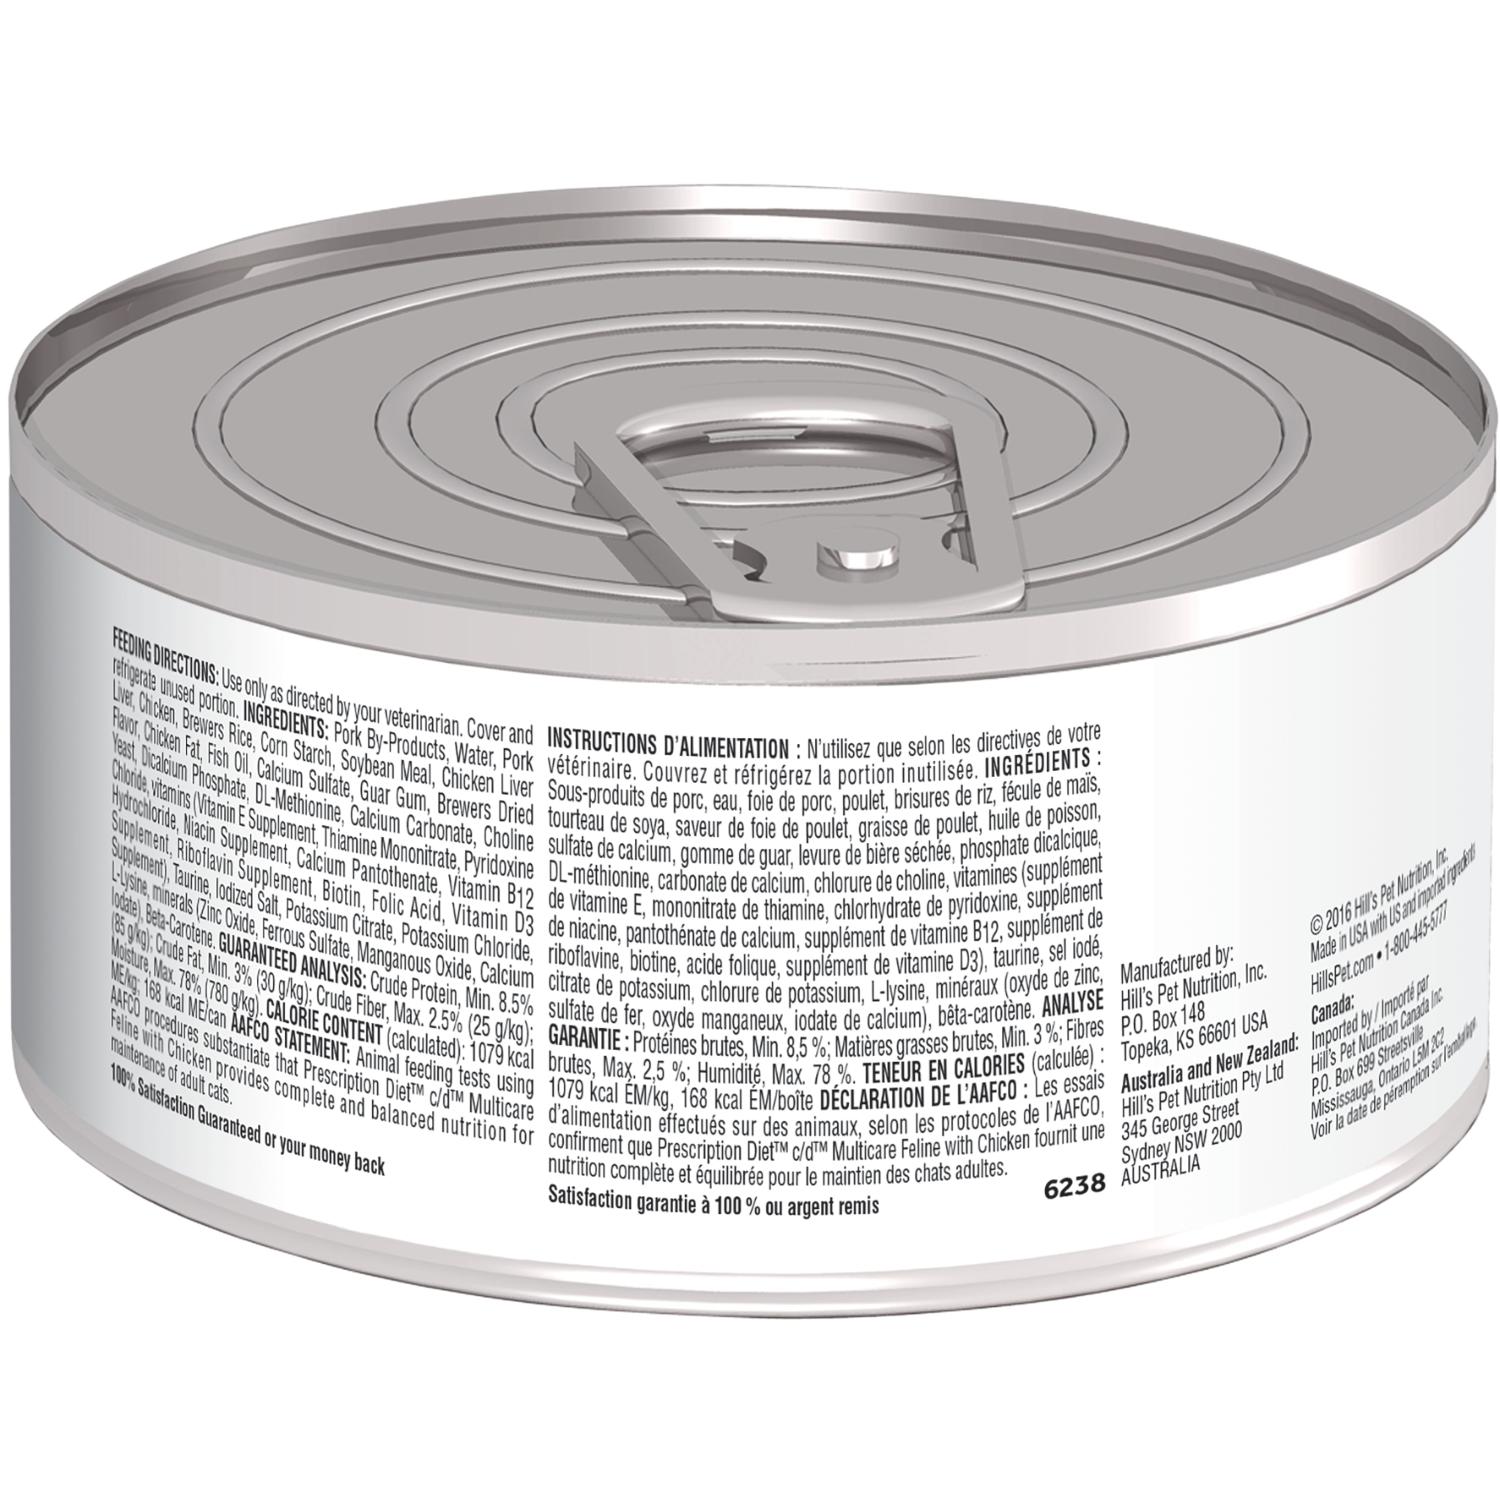 FEEDING DIRECTIONS: Use only as directed by your veterinarian. Cover and
refrigerate unused portion. INGREDIENTS: Pork By-Products, Water, Pork
Liver, Chicken, Brewers Rice, Corn Starch, Soybean Meal, Chicken Liver
Flavor, Chicken Fat, Fish Oil, Calcium Sulfate, Guar Gum, Brewers Dried
Yeast, Dicalcium Phosphate, DL-Methionine, Calcium Carbonate, Choline
Chloride, vitamins (Vitamin E Supplement, Thiamine Mononitrate, Pyridoxine
Hydrochloride, Niacin Supplement, Calcium Pantothenate, Vitamin B12
Supplement, Riboflavin Supplement, Biotin, Folic Acid, Vitamin D3
Supplement), Taurine, Iodized Salt, Potassium Citrate, Potassium Chloride,
L-Lysine, minerals (Zinc Oxide, Ferrous Sulfate, Manganous Oxide, Calcium
Iodate), Beta-Carotene. GUARANTEED ANALYSIS: Crude Protein, Min. 8.5%
(85 g/kg); Crude Fat, Min. 3% (30 g/kg); Crude Fiber, Max. 2.5% (25 g/kg);
Moisture, Max. 78% (780 g/kg). CALORIE CONTENT (calculated): 1079 kcal
ME/kg; 168 kcal ME/can AAFCO STATEMENT: Animal feeding tests using
AAFCO procedures substantiate that Prescription Diet™ c/d™ Multicare
Feline with Chicken provides complete and balanced nutrition for
maintenance of adult cats.
100% Satisfaction Guaranteed or your money back
INSTRUCTIONS D'ALIMENTATION : N'utilisez que selon les directives de votre
vétérinaire. Couvrez et réfrigérez la portion inutilisée. INGRÉDIENTS :
Sous-produits de porc, eau, foie de porc, poulet, brisures de riz, fécule de maïs,
tourteau de soya, saveur de foie de poulet, graisse de poulet, huile de poisson,
sulfate de calcium, gomme de guar, levure de bière séchée, phosphate dicalcique,
DL-méthionine, carbonate de calcium, chlorure de choline, vitamines (supplément
de vitamine E, mononitrate de thiamine, chlorhydrate de pyridoxine, supplément
de niacine, pantothénate de calcium, supplément de vitamine B12, supplément de
riboflavine, biotine, acide folique, supplément de vitamine D3), taurine, sel iodé,
citrate de potassium, chlorure de potassium, L-lysine, minéraux (oxyde de zinc,
sulfate de fer, oxyde manganeux, iodate de calcium), bêta-carotène. ANALYSE
GARANTIE : Protéines brutes, Min. 8,5 %; Matières grasses brutes, Min. 3 %; Fibres
brutes, Max. 2,5 %; Humidité, Max. 78 %. TENEUR EN CALORIES (calculée) :
1079 kcal ÉM/kg, 168 kcal ÉM/boîte DÉCLARATION DE L'AAFCO : Les essais
d'alimentation effectués sur des animaux, selon les protocoles de l'AAFCO,
confirment que Prescription Diet™ c/d™ Multicare Feline with Chicken fournit une
nutrition complète et équilibrée pour le maintien des chats adultes.
Satisfaction garantie à 100 % ou argent remis
6238
Manufactured by:
Hill's Pet Nutrition, Inc.
P.O. Box 148
Topeka, KS 66601 USA
Australia and New Zealand:
Hill's Pet Nutrition Pty Ltd
345 George Street
Sydney NSW 2000
AUSTRALIA
© 2016 Hill's Pet Nutrition, Inc.
Made in USA with US and imported ingredients
HillsPet.com • 1-800-445-5777
Canada:
Imported by / Importé par
Hill's Pet Nutrition Canada Inc.
P.O. Box 699 Streetsville
Mississauga, Ontario L5M 2C2
Voir la date de péremption sur l'emballage.